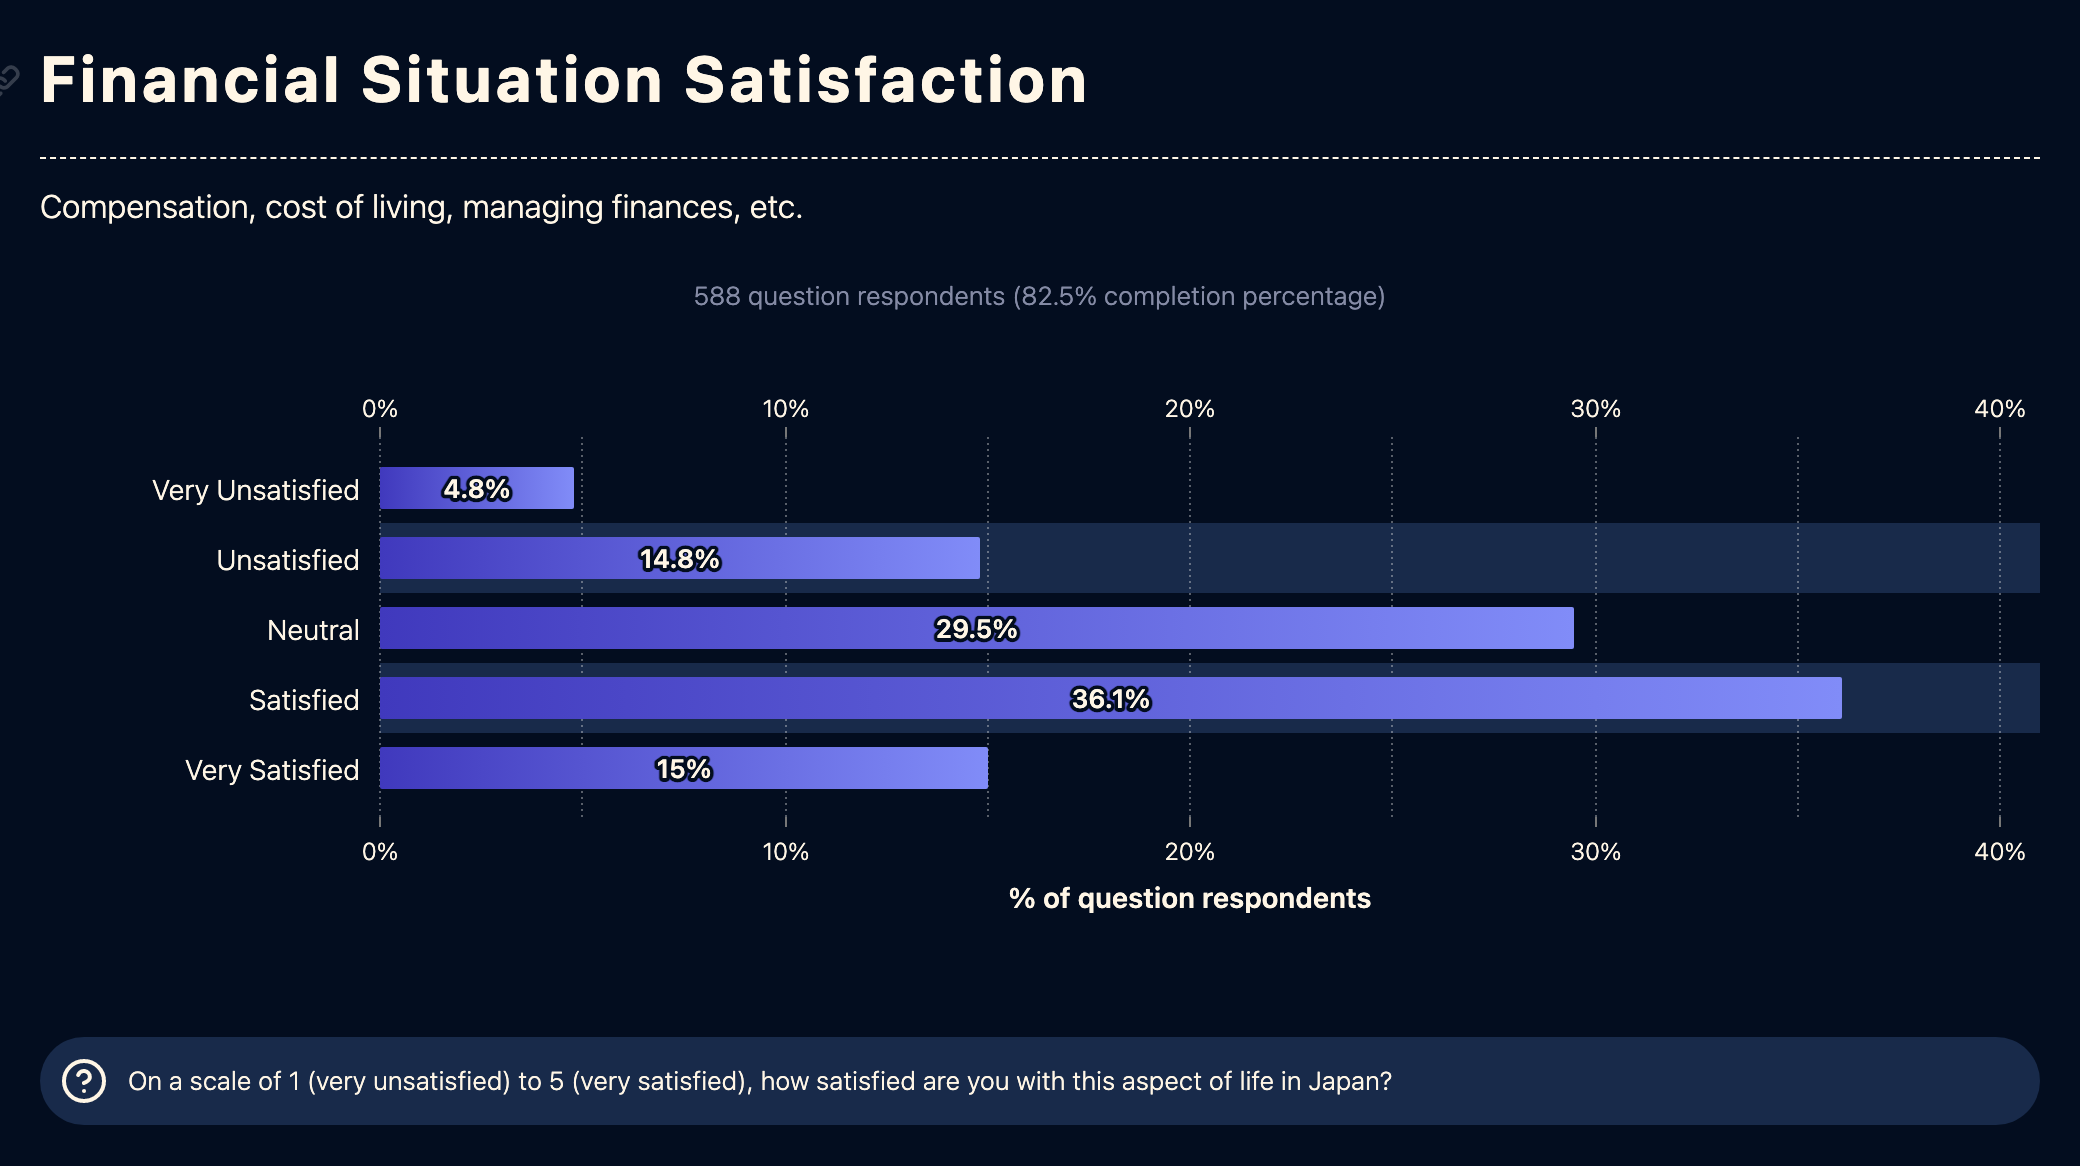 Financial Situation Satisfaction
Compensation, cost of living, managing finances, etc.
588 question respondents (82.5% completion percentage)
0% 10% 20% 30% 40%
Very Unsatisfied 4.8%
Unsatisfied 14.8%
Neutral 29.5%
Satisfied 36.1%
Very Satisfied 15%
0% 10% 20% 30% 40%
% of question respondents
On a scale of 1 (very unsatisfied) to 5 (very satisfied), how satisfied are you with this aspect of life in Japan?